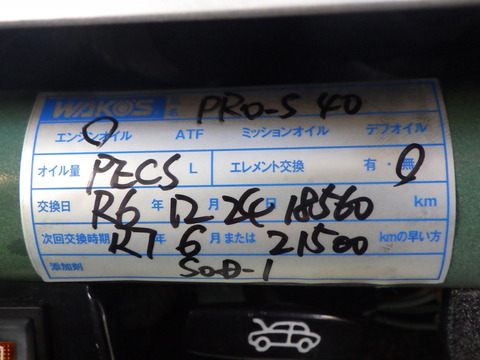 WAKO'S 品名 PRO-S 40
エンジンオイル ATF ミッションオイル デフオイル
オイル量 PECS L エレメント交換 有・無
交換日 R6 年 12 月 24 日 18560 km
次回交換時期 R7 年 6 月または 21500 kmの早い方
添加剤 S.O.D-1